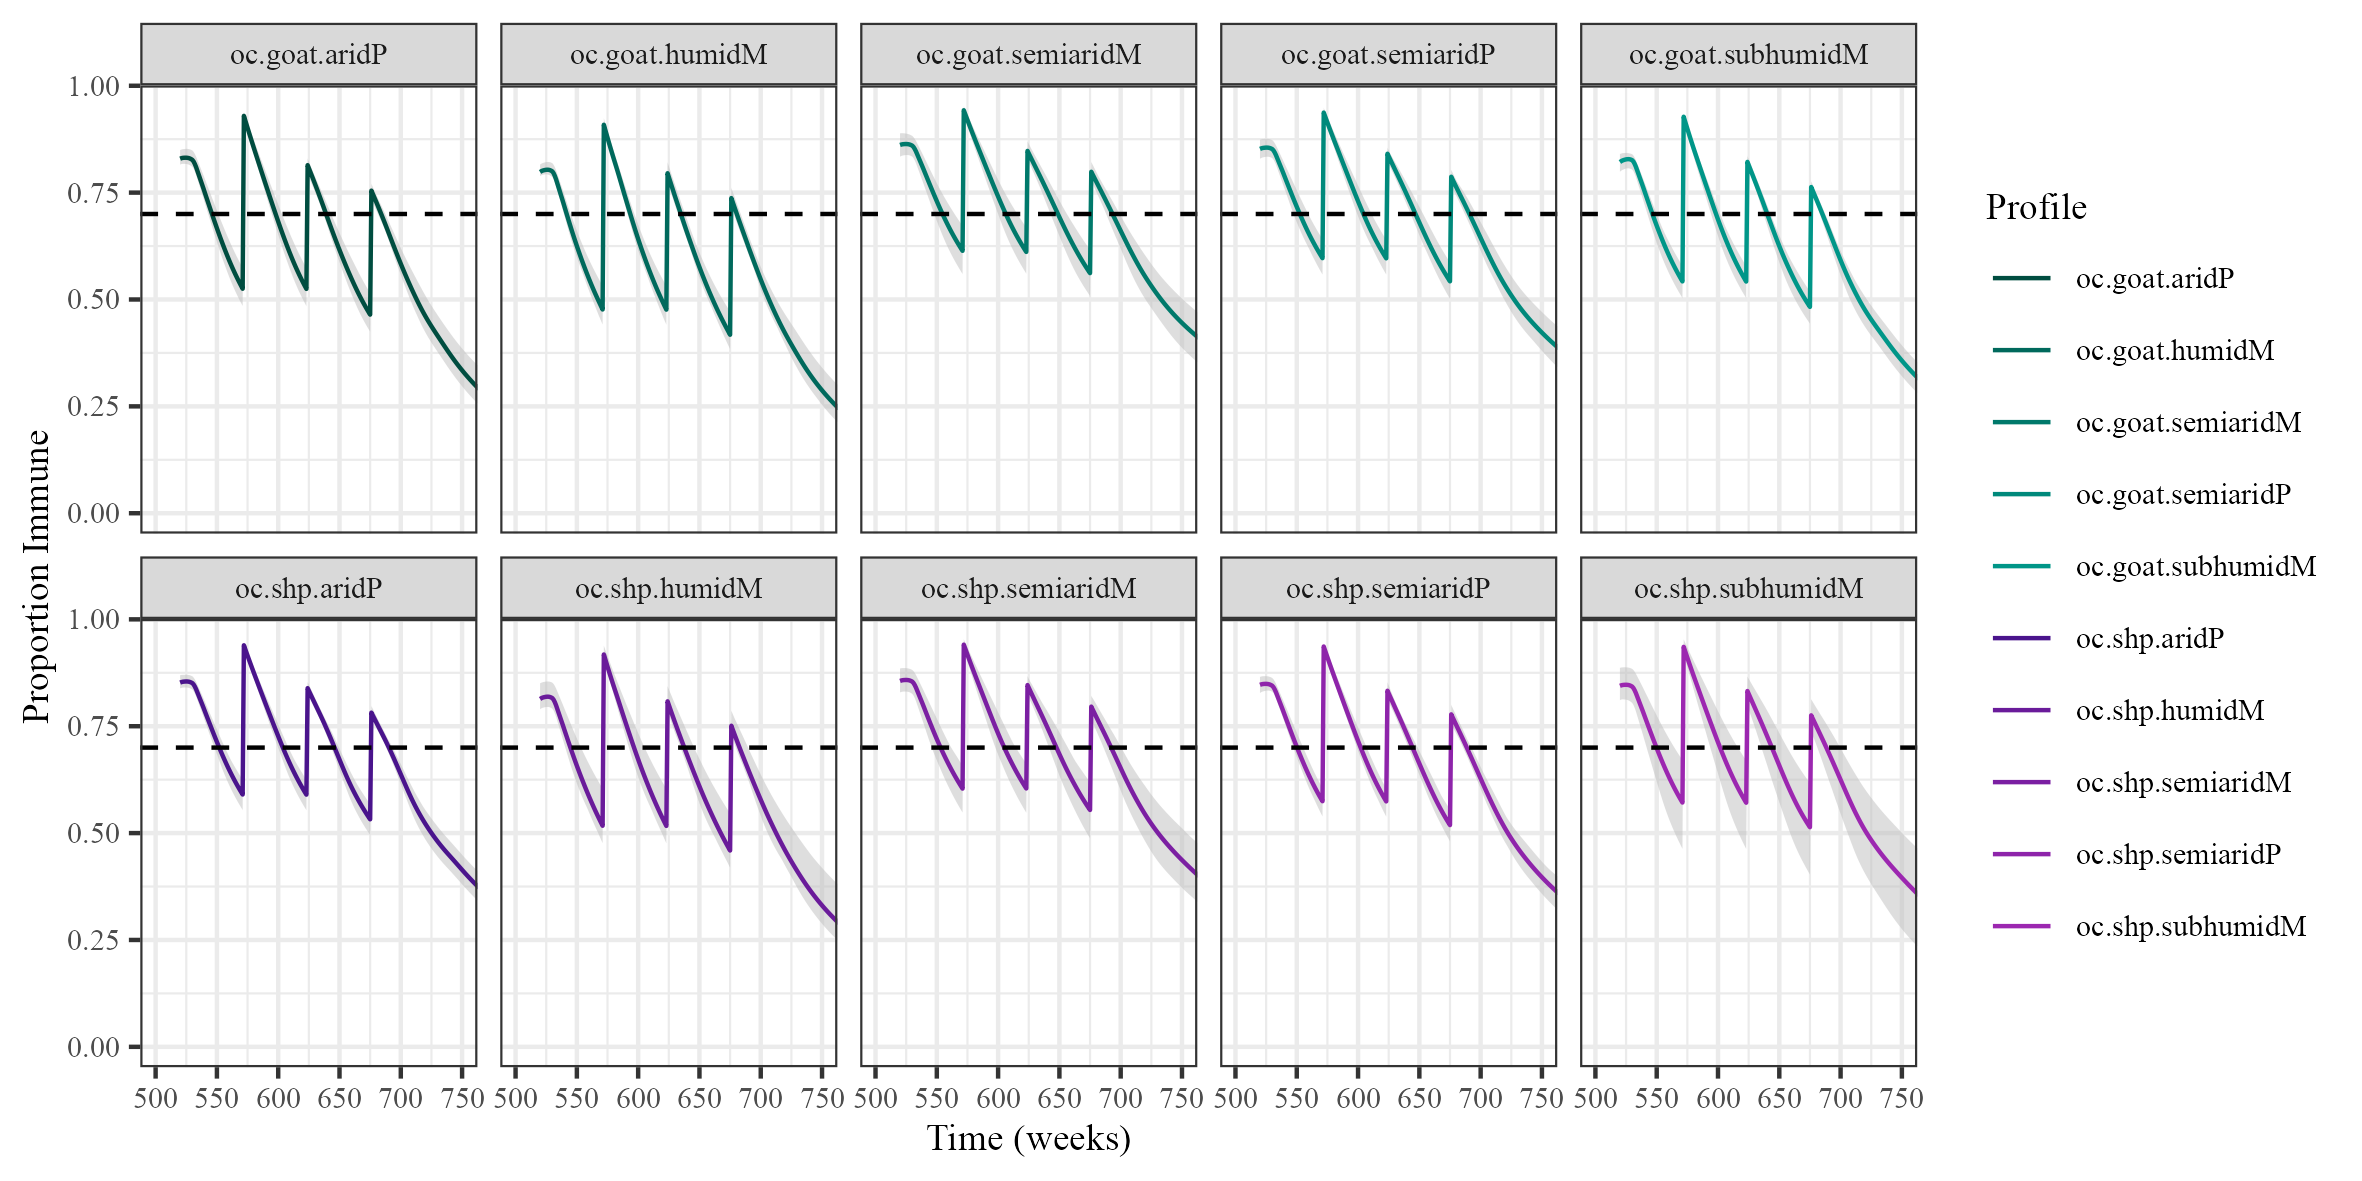 oc.goat.aridP oc.goat.humidM oc.goat.semiaridM oc.goat.semiaridP oc.goat.subhumidM
1.00
0.75
0.50
0.25
0.00
oc.shp.aridP oc.shp.humidM oc.shp.semiaridM oc.shp.semiaridP oc.shp.subhumidM
1.00
0.75
0.50
0.25
0.00
500 550 600 650 700 750 500 550 600 650 700 750 500 550 600 650 700 750 500 550 600 650 700 750 500 550 600 650 700 750
Time (weeks)
Proportion Immune
Profile
oc.goat.aridP
oc.goat.humidM
oc.goat.semiaridM
oc.goat.semiaridP
oc.goat.subhumidM
oc.shp.aridP
oc.shp.humidM
oc.shp.semiaridM
oc.shp.semiaridP
oc.shp.subhumidM